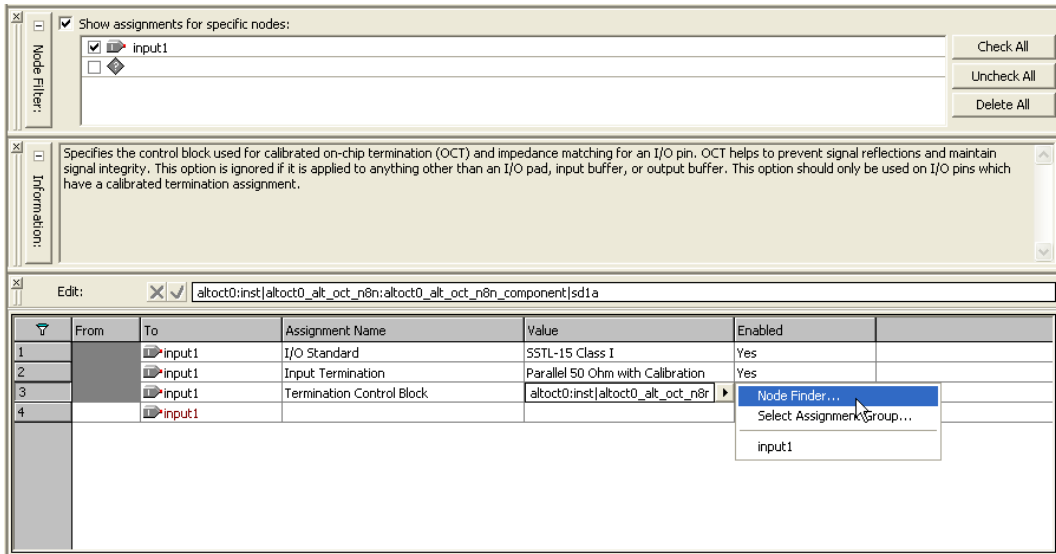 Show assignments for specific nodes:
Node Filter:
input1
Check All
Uncheck All
Delete All
Information:
Specifies the control block used for calibrated on-chip termination (OCT) and impedance matching for an I/O pin. OCT helps to prevent signal reflections and maintain
signal integrity. This option is ignored if it is applied to anything other than an I/O pad, input buffer, or output buffer. This option should only be used on I/O pins which
have a calibrated termination assignment.
Edit: altoct0:inst|altoct0_alt_oct_n8n:altoct0_alt_oct_n8n_component|sd1a
From To Assignment Name Value Enabled
1 input1 I/O Standard SSTL-15 Class I Yes
2 input1 Input Termination Parallel 50 Ohm with Calibration Yes
3 input1 Termination Control Block altoct0:inst|altoct0_alt_oct_n8r
4 input1
Node Finder...
Select Assignment Group...
input1